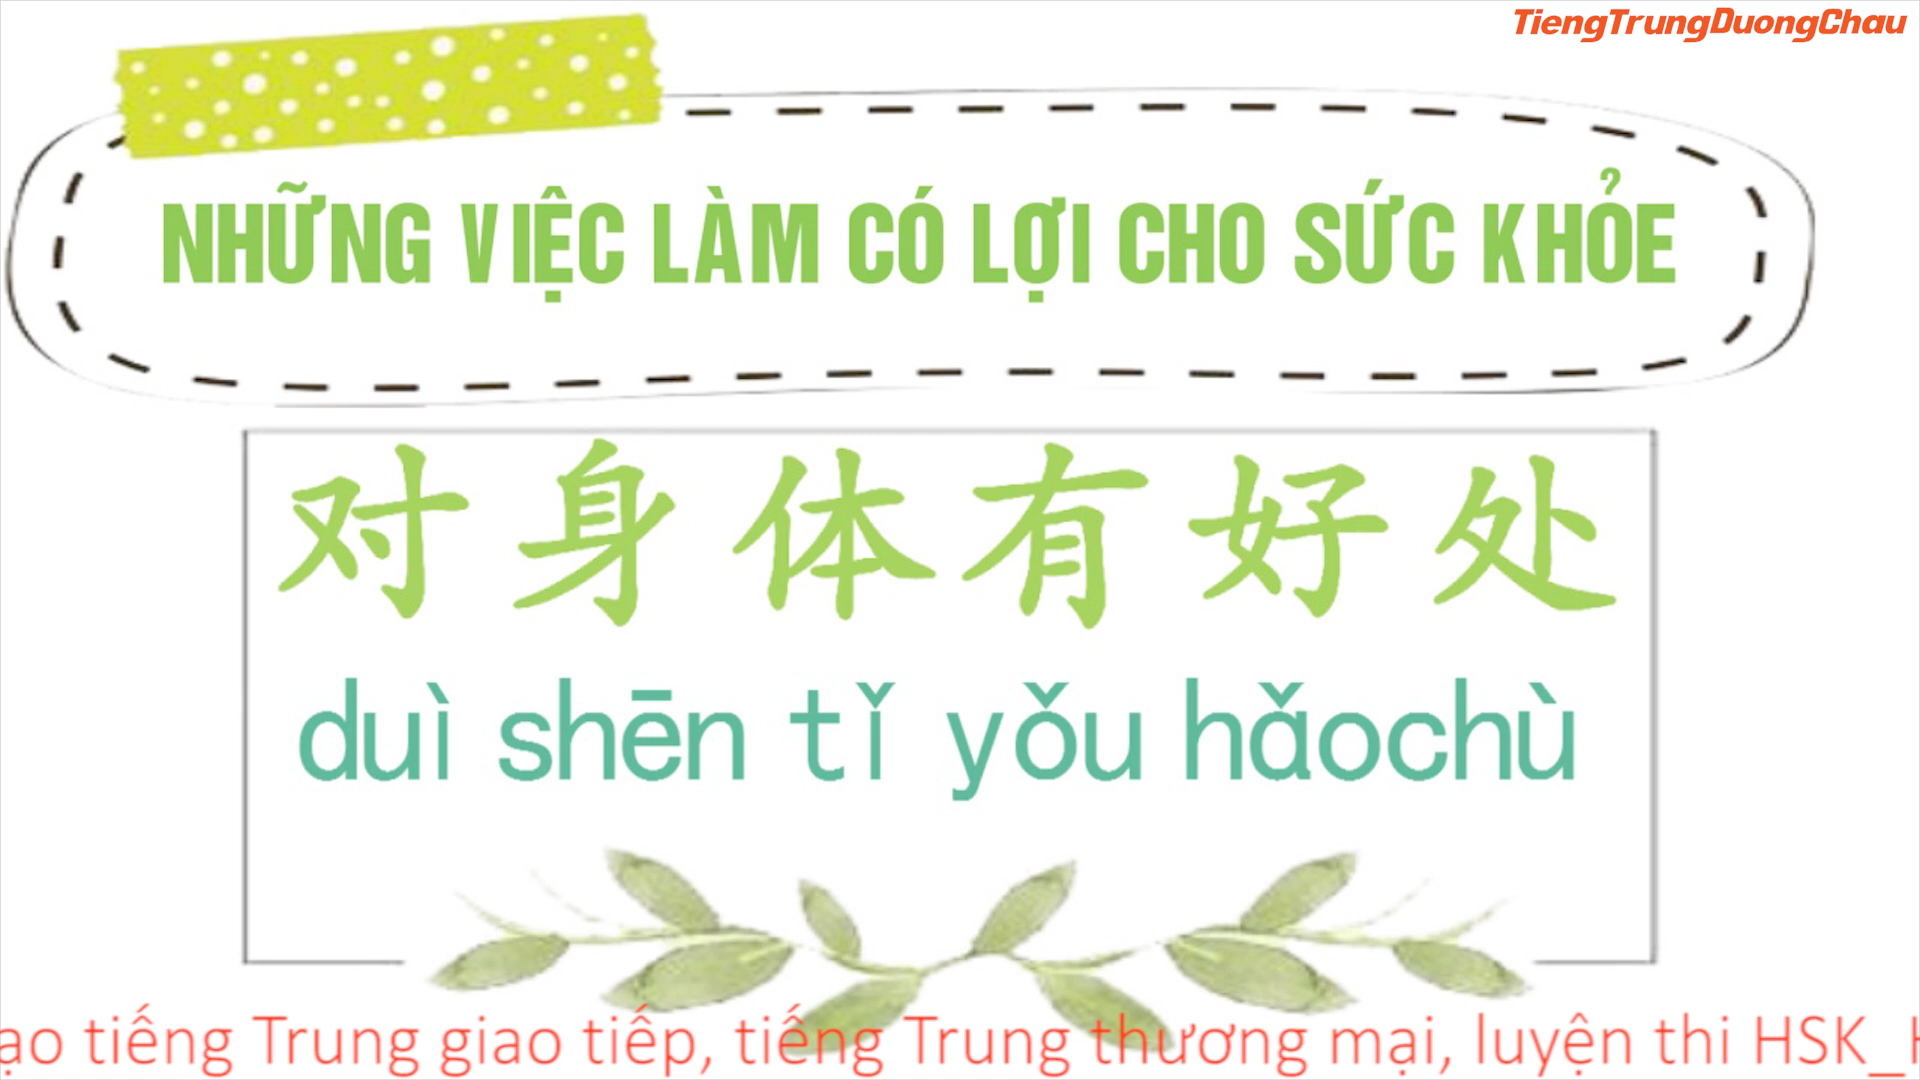 TiengTrungDuongChau
NHỮNG VIỆC LÀM CÓ LỢI CHO SỨC KHỎE
对身体有好处
duì shēn tǐ yǒu hǎochù
tiếng Trung giao tiếp, tiếng Trung thương mại, luyện thi HSK_